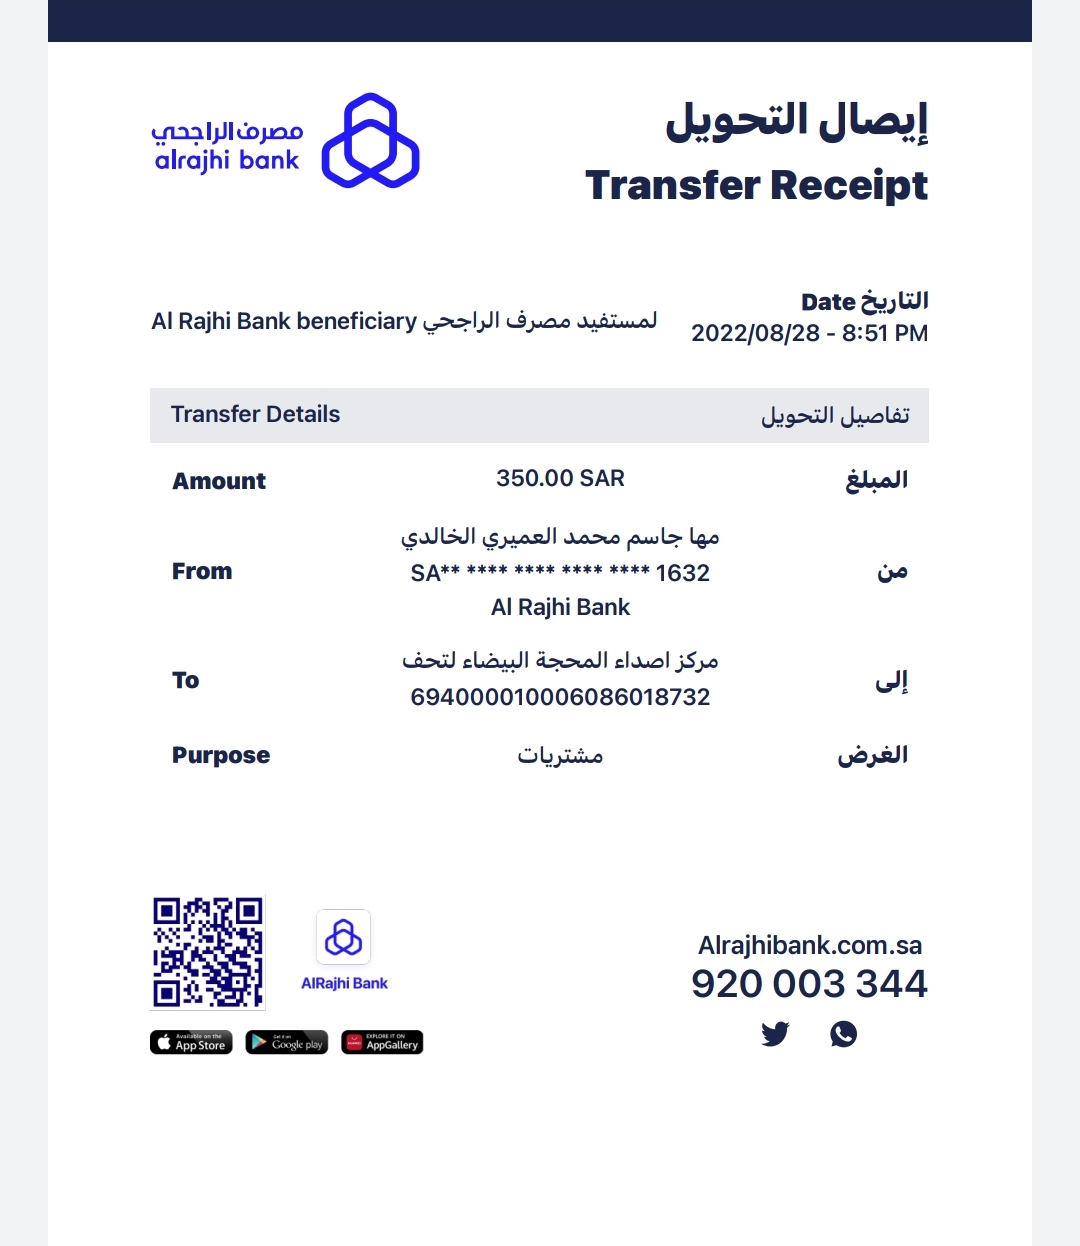 إيصال التحويل
Transfer Receipt
مصرف الراجحي
alrajhi bank
التاريخ Date
2022/08/28 - 8:51 PM
لمستفيد مصرف الراجحي Al Rajhi Bank beneficiary
Transfer Details تفاصيل التحويل
Amount 350.00 SAR المبلغ
مها جاسم محمد العميري الخالدي
From SA** **** **** **** **** 1632 من
Al Rajhi Bank
مركز اصداء المحجة البيضاء لتحف
To 694000010006086018732 إلى
Purpose مشتريات الغرض
AlRajhi Bank
Available on the App Store
Get it on Google play
EXPLORE IT ON AppGallery
Alrajhibank.com.sa
920 003 344